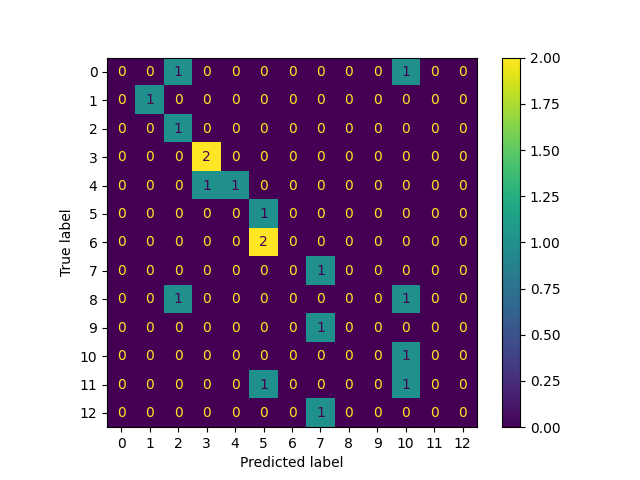 0 0 0 1 0 0 0 0 0 0 0 1 0 0
1 0 1 0 0 0 0 0 0 0 0 0 0 0
2 0 0 1 0 0 0 0 0 0 0 0 0 0
3 0 0 0 2 0 0 0 0 0 0 0 0 0
4 0 0 0 1 1 0 0 0 0 0 0 0 0
5 0 0 0 0 0 1 0 0 0 0 0 0 0
6 0 0 0 0 0 2 0 0 0 0 0 0 0
7 0 0 0 0 0 0 0 1 0 0 0 0 0
8 0 0 1 0 0 0 0 0 0 0 1 0 0
9 0 0 0 0 0 0 0 1 0 0 0 0 0
10 0 0 0 0 0 0 0 0 0 0 1 0 0
11 0 0 0 0 0 1 0 0 0 0 1 0 0
12 0 0 0 0 0 0 0 1 0 0 0 0 0
0 1 2 3 4 5 6 7 8 9 10 11 12
Predicted label
True label
2.00
1.75
1.50
1.25
1.00
0.75
0.50
0.25
0.00